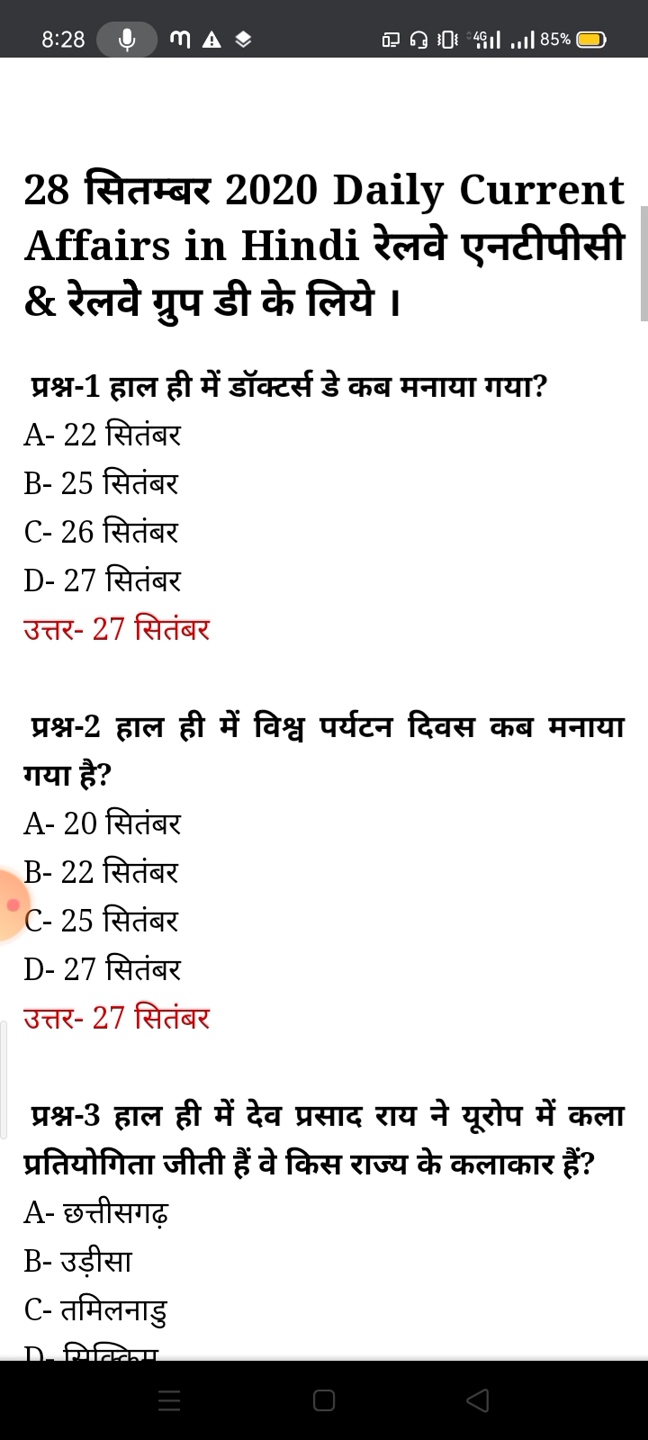 8:28
4G
85%
28 सितम्बर 2020 Daily Current
Affairs in Hindi रेलवे एनटीपीसी
& रेलवे ग्रुप डी के लिये ।
प्रश्न-1 हाल ही में डॉक्टर्स डे कब मनाया गया?
A- 22 सितंबर
B- 25 सितंबर
C- 26 सितंबर
D- 27 सितंबर
उत्तर- 27 सितंबर
प्रश्न-2 हाल ही में विश्व पर्यटन दिवस कब मनाया
गया है?
A- 20 सितंबर
B- 22 सितंबर
C- 25 सितंबर
D- 27 सितंबर
उत्तर- 27 सितंबर
प्रश्न-3 हाल ही में देव प्रसाद राय ने यूरोप में कला
प्रतियोगिता जीती हैं वे किस राज्य के कलाकार हैं?
A- छत्तीसगढ़
B- उड़ीसा
C- तमिलनाडु
D- सिक्किम